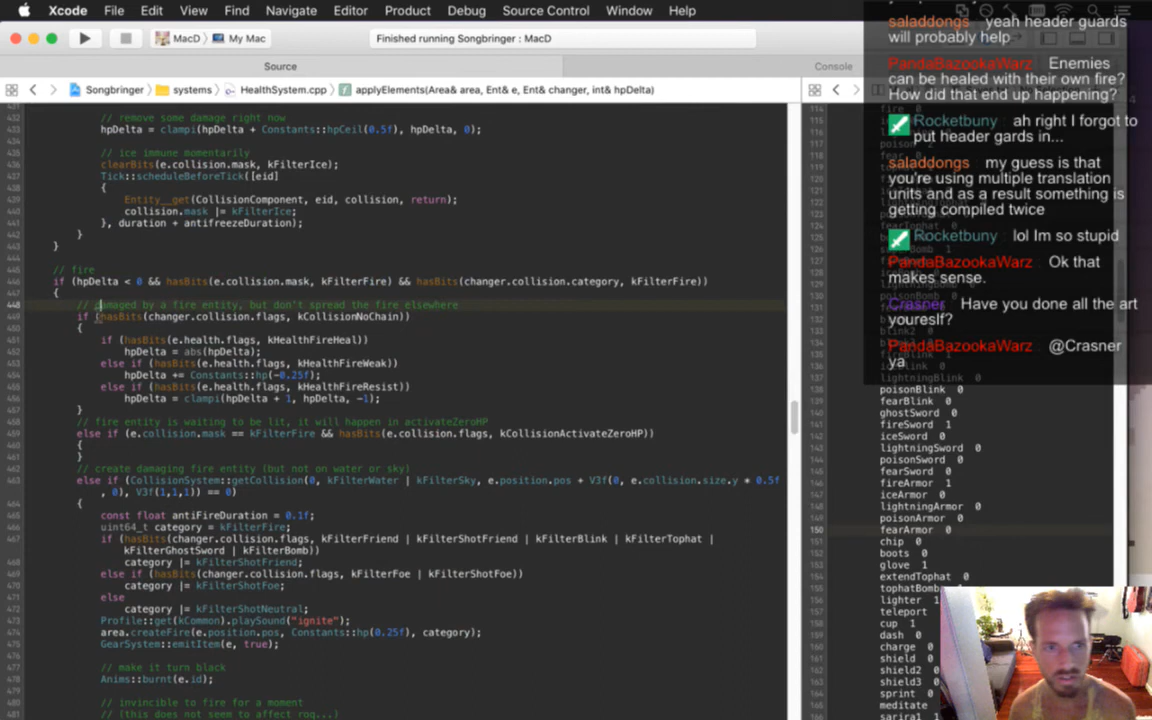 Xcode File Edit View Find Navigate Editor Product Debug Source Control Window Help
MacD My Mac
Finished running Songbringer : MacD
Source
Console
Songbringer systems HealthSystem.cpp applyElements(Area& area, Ent& e, Ent& changer, int& hpDelta)
432 // remove some damage right now
433 hpDelta = clampi(hpDelta + Constants::hpCeil(0.5f), hpDelta, 0);
// ice immune momentarily
clearBits(e.collision.mask, kFilterIce);
Tick::scheduleBeforeTick([eid]
{
Entity__get(CollisionComponent, eid, collision, return);
collision.mask |= kFilterIce;
}, duration + antifreezeDuration);
}
}
// fire
if (hpDelta < 0 && hasBits(e.collision.mask, kFilterFire) && hasBits(changer.collision.category, kFilterFire))
{
448 // damaged by a fire entity, but don't spread the fire elsewhere
449 if (hasBits(changer.collision.flags, kCollisionNoChain))
{
if (hasBits(e.health.flags, kHealthFireHeal))
hpDelta = abs(hpDelta);
else if (hasBits(e.health.flags, kHealthFireWeak))
hpDelta += Constants::hp(-0.25f);
else if (hasBits(e.health.flags, kHealthFireResist))
hpDelta = clampi(hpDelta + 1, hpDelta, -1);
}
// fire entity is waiting to be lit, it will happen in activateZeroHP
else if (e.collision.mask == kFilterFire && hasBits(e.collision.flags, kCollisionActivateZeroHP))
{
}
// create damaging fire entity (but not on water or sky)
else if (CollisionSystem::getCollision(0, kFilterWater | kFilterSky, e.position.pos + V3f(0, e.collision.size.y * 0.5f
, 0), V3f(1,1,1)) == 0)
{
const float antiFireDuration = 0.1f;
uint64_t category = kFilterFire;
if (hasBits(changer.collision.flags, kFilterFriend | kFilterShotFriend | kFilterBlink | kFilterTophat |
kFilterGhostSword | kFilterBomb))
category |= kFilterShotFriend;
else if (hasBits(changer.collision.flags, kFilterFoe | kFilterShotFoe))
category |= kFilterShotFoe;
else
category |= kFilterShotNeutral;
Profile::get(kCommon).playSound("ignite");
area.createFire(e.position.pos, Constants::hp(0.25f), category);
GearSystem::emitItem(e, true);
// make it turn black
Anims::burnt(e.id);
// invincible to fire for a moment
// (this does not seem to affect roq...)
saladdongs yeah header guards
will probably help
PandaBazookaWarz Enemies
can be healed with their own fire?
How did that end up happening?
Rocketbuny ah right I forgot to
put header gards in...
saladdongs my guess is that
you're using multiple translation
units and as a result something is
getting compiled twice
Rocketbuny lol Im so stupid
PandaBazookaWarz Ok that
makes sense.
Crasner Have you done all the art
youreslf?
PandaBazookaWarz @Crasner
ya
lightningBlink 0
poisonBlink 0
fearBlink 0
ghostSword 0
fireSword 1
iceSword 0
lightningSword 0
poisonSword 0
fearSword 0
fireArmor 1
iceArmor 0
lightningArmor 0
poisonArmor 0
150 fearArmor 0
chip 0
boots 0
glove 1
extendTophat 0
tophatBomb
lighter 1
teleport
cup 1
dash 0
charge 0
shield 0
shield2 0
shield3 0
sprint 0
meditate
sarira1